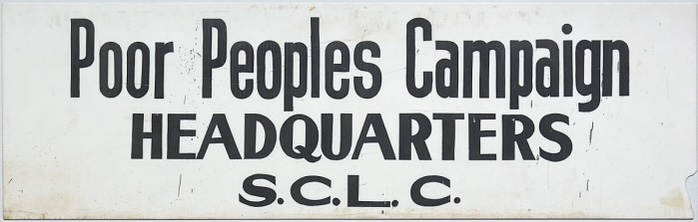 Poor Peoples Campaign
HEADQUARTERS
S.C.L.C.